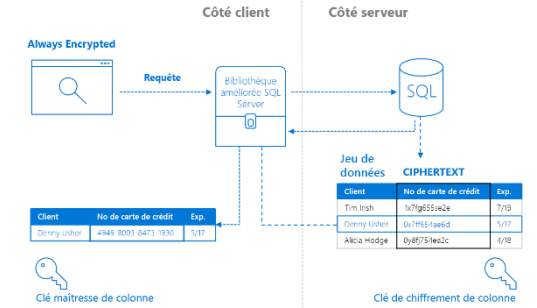 Côté client
Côté serveur
Always Encrypted
Requête
Bibliothèque
améliorée SQL
Server
SQL
Jeu de
données
CIPHERTEXT
Client No de carte de crédit Exp.
Tim Irish 1x7fg655se2e 7/19
Denny Usher 0x7ff654ae6d 5/17
Alicia Hodge 0y8fj754ea2c 4/18
Client No de carte de crédit Exp.
Denny Usher 4949 8003 8473 1930 5/17
Clé maîtresse de colonne
Clé de chiffrement de colonne